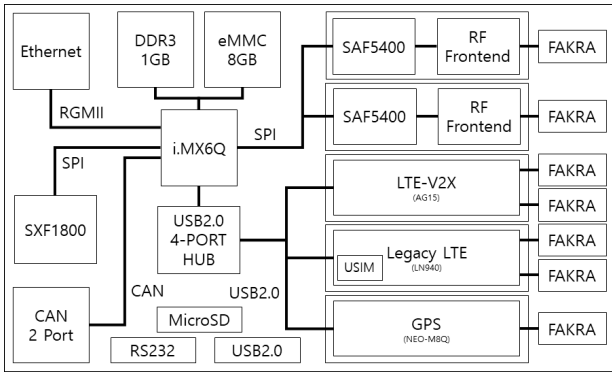 Ethernet
DDR3
1GB
eMMC
8GB
SAF5400
RF
Frontend
FAKRA
RGMII
i.MX6Q
SPI
SAF5400
RF
Frontend
FAKRA
SPI
SXF1800
USB2.0
4-PORT
HUB
LTE-V2X
(AG15)
FAKRA
FAKRA
Legacy LTE
(LN940)
USIM
FAKRA
FAKRA
CAN
USB2.0
CAN
2 Port
MicroSD
RS232
USB2.0
GPS
(NEO-M8Q)
FAKRA